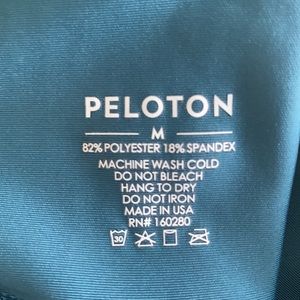 PELOTON
M
82% POLYESTER 18% SPANDEX
MACHINE WASH COLD
DO NOT BLEACH
HANG TO DRY
DO NOT IRON
MADE IN USA
RN# 160280
30